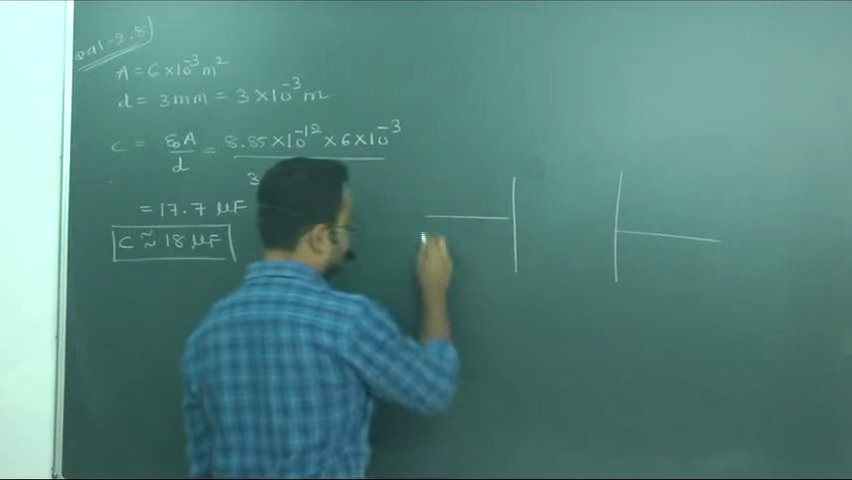 2.8
A = 6×10⁻³ m²
d = 3mm = 3 ×10⁻³ m
C = ε₀A/d = 8.85×10⁻¹² × 6×10⁻³ / 3
= 17.7 μF
C ≈ 18 μF